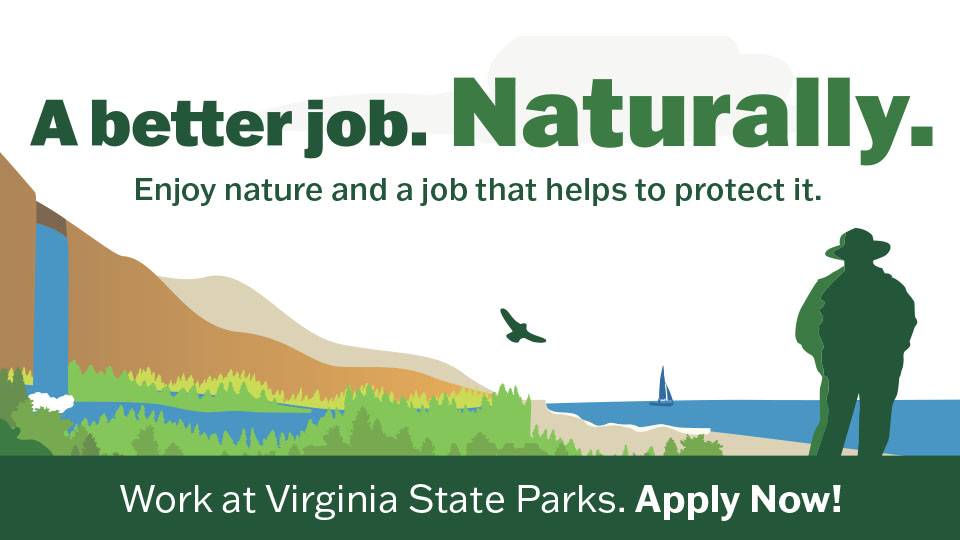 A better job. Naturally.
Enjoy nature and a job that helps to protect it.
Work at Virginia State Parks. Apply Now!